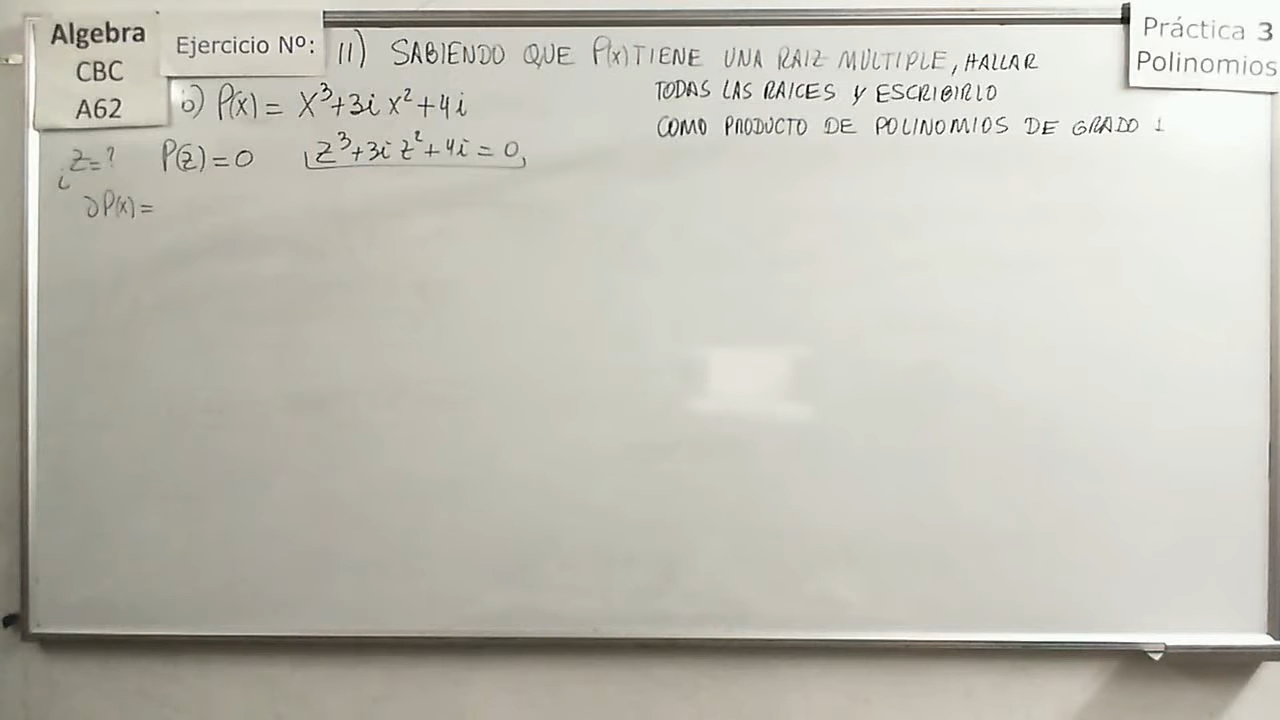 Algebra
CBC
A62
Ejercicio Nº:
Práctica 3
Polinomios
11) SABIENDO QUE P(x) TIENE UNA RAIZ MULTIPLE, HALLAR
TODAS LAS RAICES Y ESCRIBIRLO
COMO PRODUCTO DE POLINOMIOS DE GRADO 1
b) P(x) = x³+3i x²+4i
¿z=? P(z)=0 z³+3i z²+4i = 0
∂P(x)=